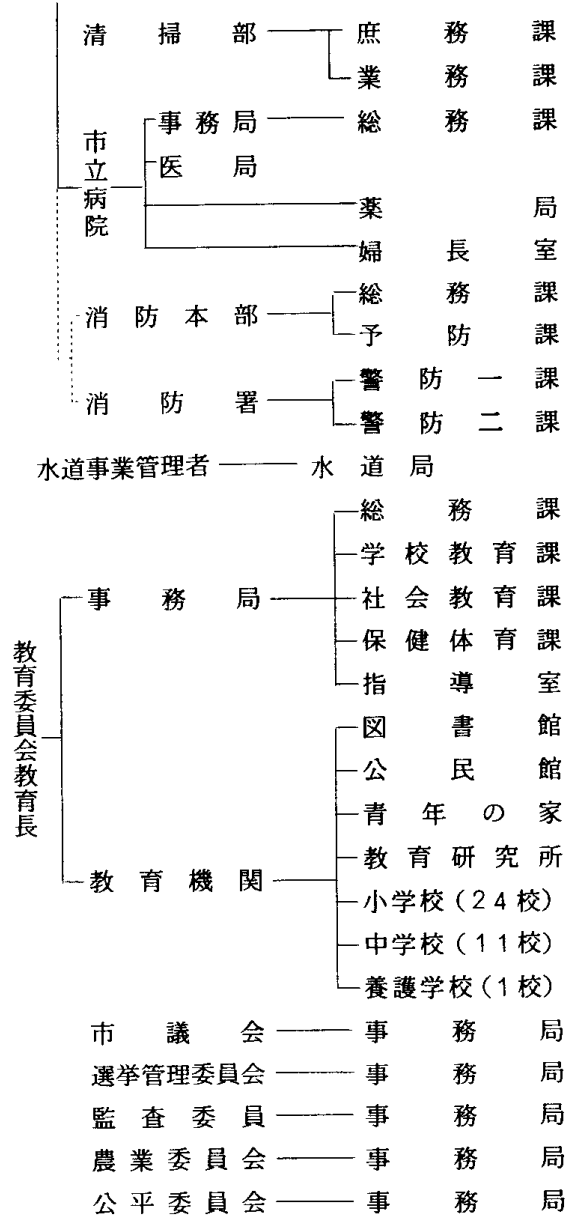 清掃部 庶務課
業務課
市立病院 事務局 総務課
医局
薬局
婦長室
消防本部 総務課
予防課
消防署 警防一課
警防二課
水道事業管理者 水道局
教育委員会教育長 事務局 総務課
学校教育課
社会教育課
保健体育課
指導室
教育機関 図書館
公民館
青年の家
教育研究所
小学校(24校)
中学校(11校)
養護学校(1校)
市議会 事務局
選挙管理委員会 事務局
監査委員 事務局
農業委員会 事務局
公平委員会 事務局